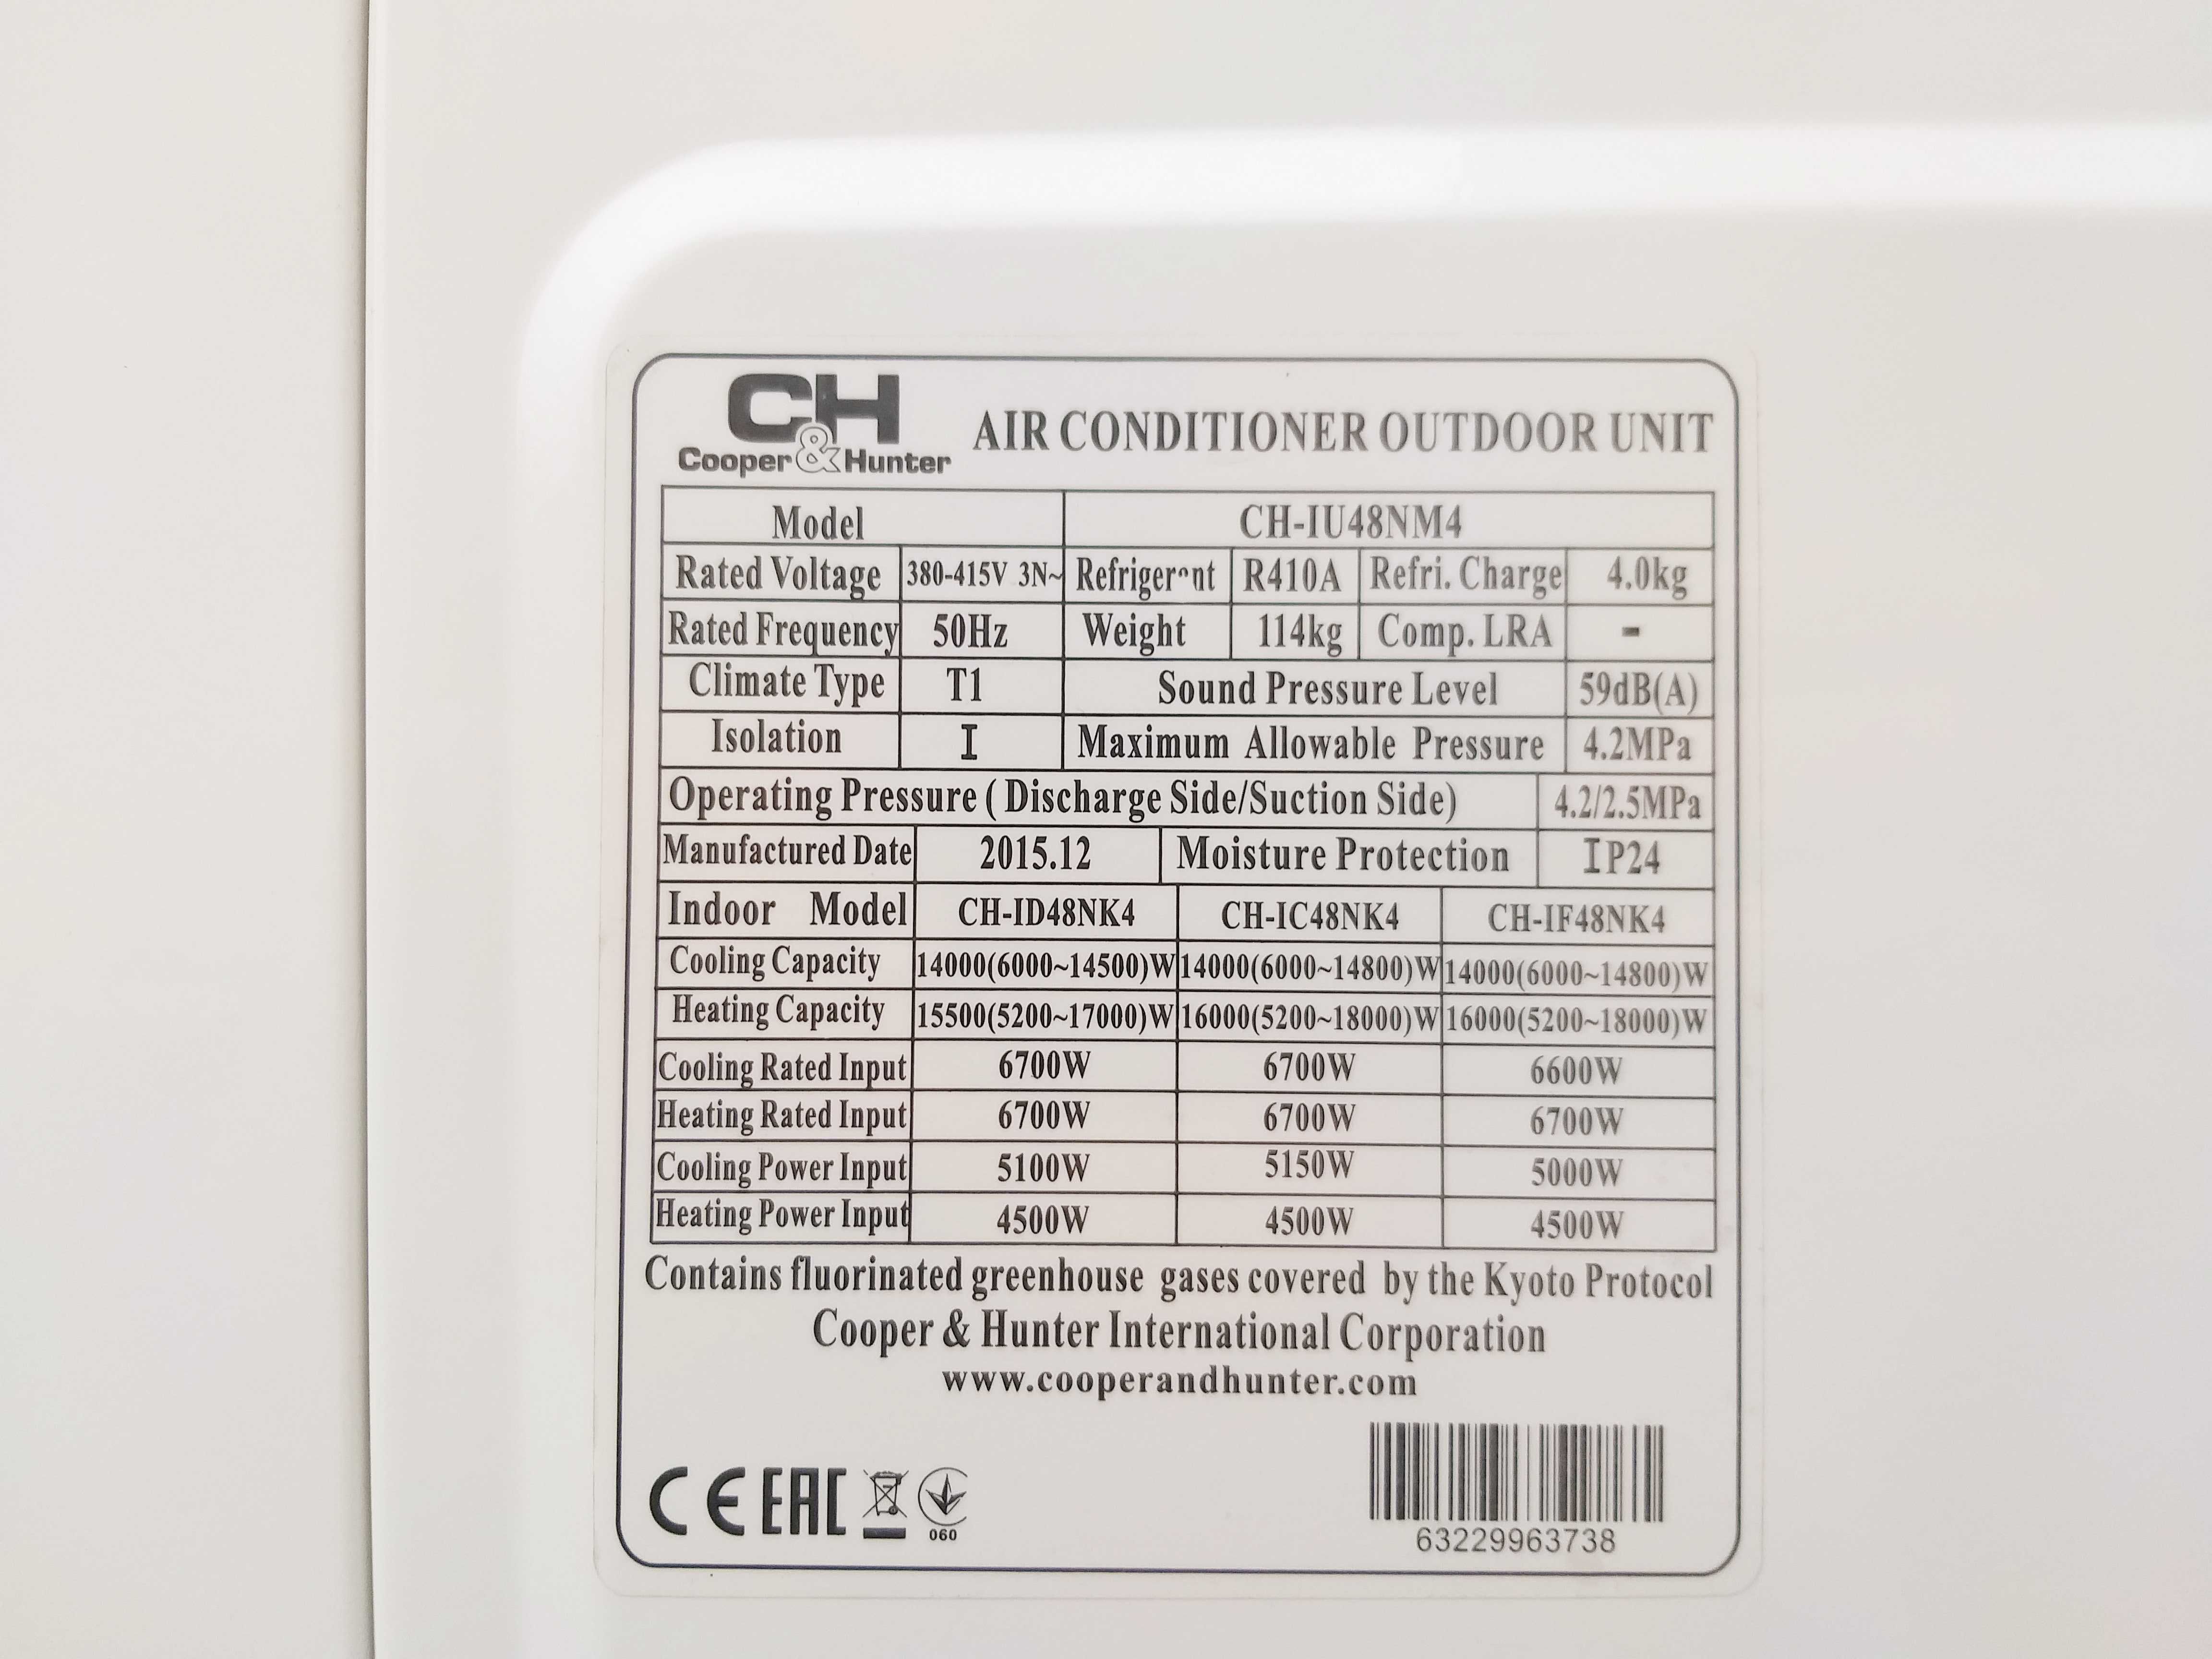 CH
Cooper & Hunter
AIR CONDITIONER OUTDOOR UNIT
Model CH-IU48NM4
Rated Voltage 380-415V 3N~ Refrigerant R410A Refri. Charge 4.0kg
Rated Frequency 50Hz Weight 114kg Comp. LRA -
Climate Type T1 Sound Pressure Level 59dB(A)
Isolation I Maximum Allowable Pressure 4.2MPa
Operating Pressure ( Discharge Side/Suction Side) 4.2/2.5MPa
Manufactured Date 2015.12 Moisture Protection IP24
Indoor Model CH-ID48NK4 CH-IC48NK4 CH-IF48NK4
Cooling Capacity 14000(6000~14500)W 14000(6000~14800)W 14000(6000~14800)W
Heating Capacity 15500(5200~17000)W 16000(5200~18000)W 16000(5200~18000)W
Cooling Rated Input 6700W 6700W 6600W
Heating Rated Input 6700W 6700W 6700W
Cooling Power Input 5100W 5150W 5000W
Heating Power Input 4500W 4500W 4500W
Contains fluorinated greenhouse gases covered by the Kyoto Protocol
Cooper & Hunter International Corporation
www.cooperandhunter.com
CE EAC
060
63229963738